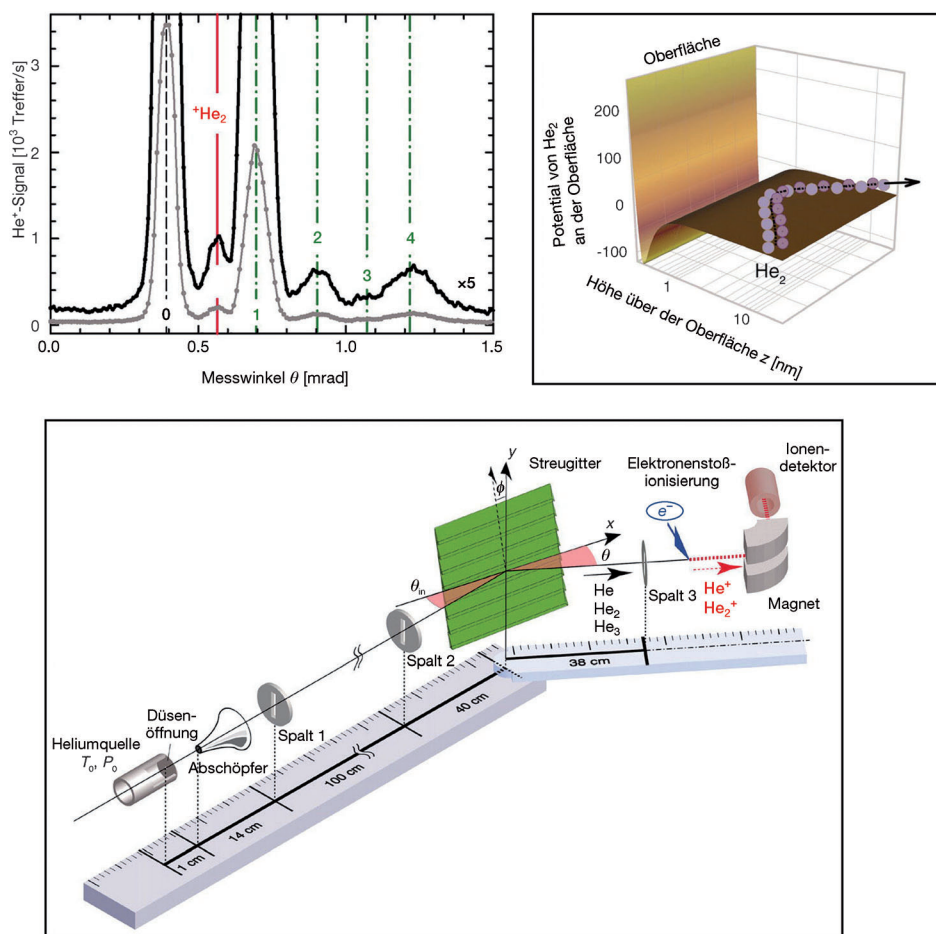 He⁺-Signal [10³ Treffer/s]
3
2
1
0
⁺He₂
0
1
2
3
4
×5
0.0
0.5
1.0
1.5
Messwinkel θ [mrad]
Oberfläche
Potential von He₂
an der Oberfläche
200
100
0
-100
He₂
1
10
Höhe über der Oberfläche z [nm]
y
ϕ
Streugitter
Elektronenstoß-
ionisierung
Ionen-
detektor
e⁻
x
θ
θin
He
He₂
He₃
Spalt 3
He⁺
He₂⁺
Magnet
38 cm
Spalt 2
40 cm
Düsen-
öffnung
Spalt 1
Heliumquelle
T₀, P₀
Abschöpfer
100 cm
14 cm
1 cm